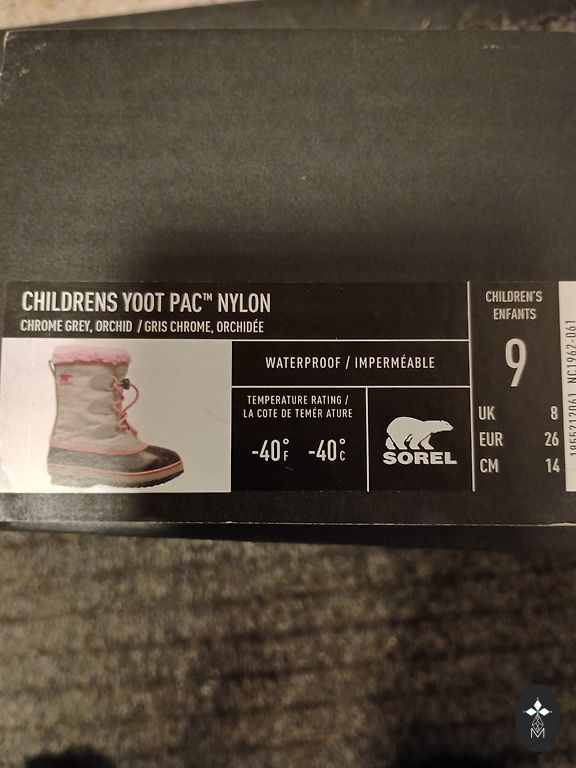 CHILDRENS YOOT PAC™ NYLON
CHROME GREY, ORCHID / GRIS CHROME, ORCHIDÉE
WATERPROOF / IMPERMÉABLE
TEMPERATURE RATING /
LA COTE DE TEMÉR ATURE
-40°F -40°C
SOREL
CHILDREN'S
ENFANTS
9
UK 8
EUR 26
CM 14
1855212061 NC1962-061
M